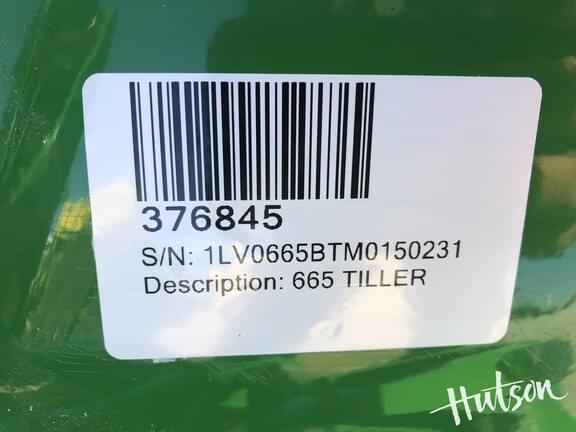 376845
S/N: 1LV0665BTM0150231
Description: 665 TILLER
Hutson